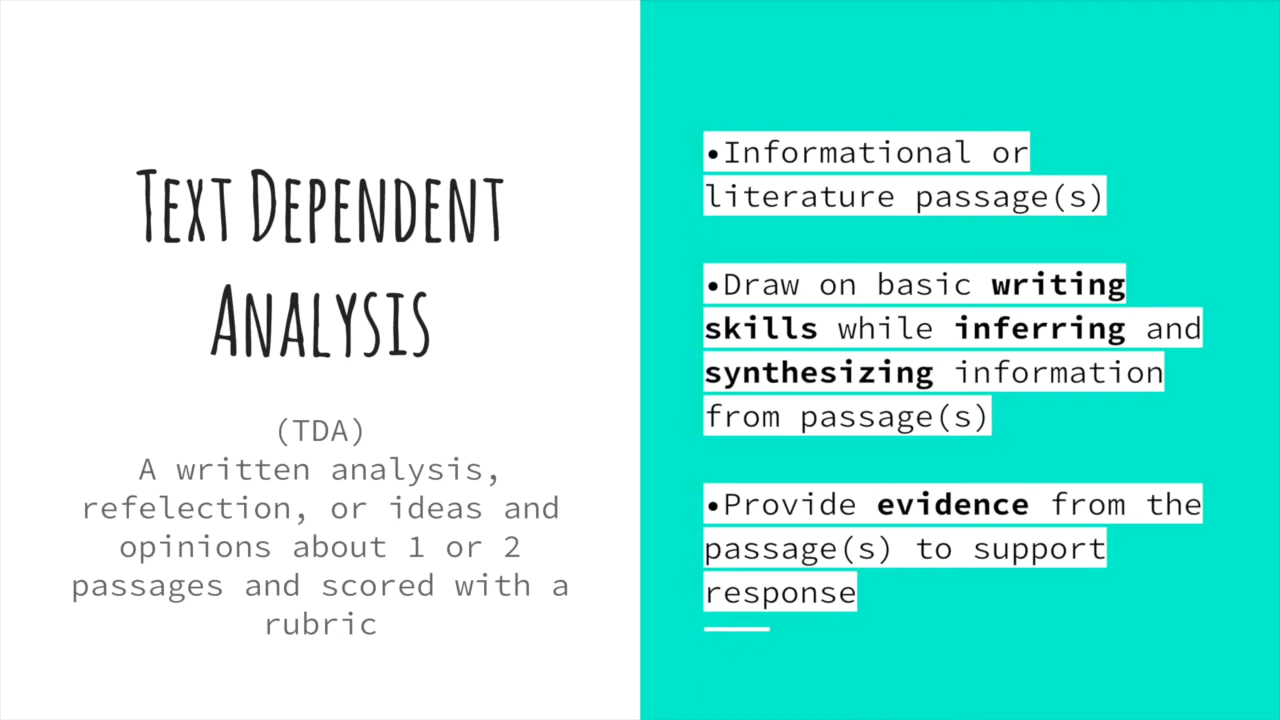 Text Dependent
Analysis
(TDA)
A written analysis,
refelection, or ideas and
opinions about 1 or 2
passages and scored with a
rubric
•Informational or
literature passage(s)
•Draw on basic writing
skills while inferring and
synthesizing information
from passage(s)
•Provide evidence from the
passage(s) to support
response